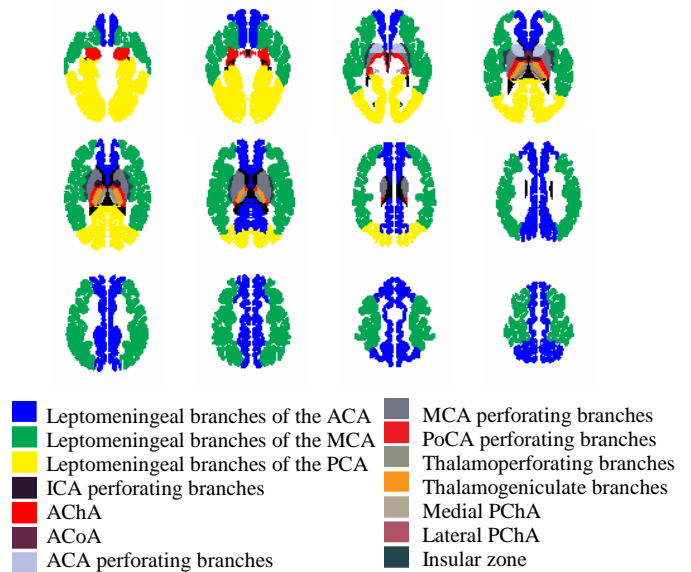 Leptomeningeal branches of the ACA
Leptomeningeal branches of the MCA
Leptomeningeal branches of the PCA
ICA perforating branches
AChA
ACoA
ACA perforating branches
MCA perforating branches
PoCA perforating branches
Thalamoperforating branches
Thalamogeniculate branches
Medial PChA
Lateral PChA
Insular zone